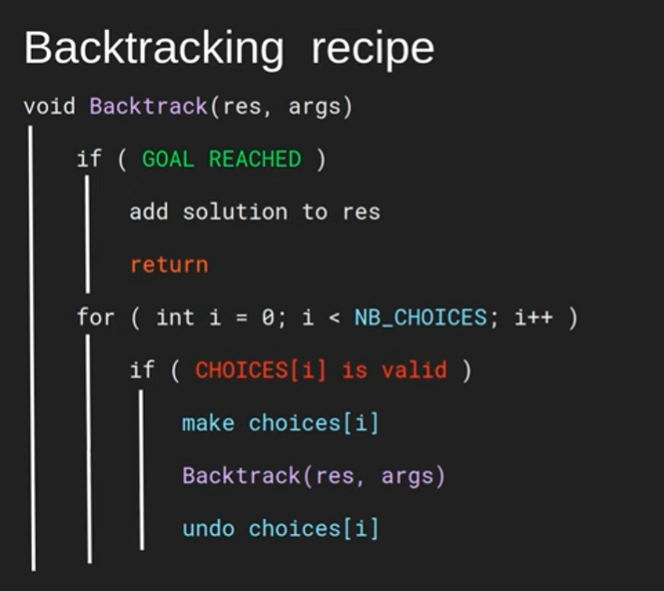 Backtracking recipe
void Backtrack(res, args)
if ( GOAL REACHED )
add solution to res
return
for ( int i = 0; i < NB_CHOICES; i++ )
if ( CHOICES[i] is valid )
make choices[i]
Backtrack(res, args)
undo choices[i]